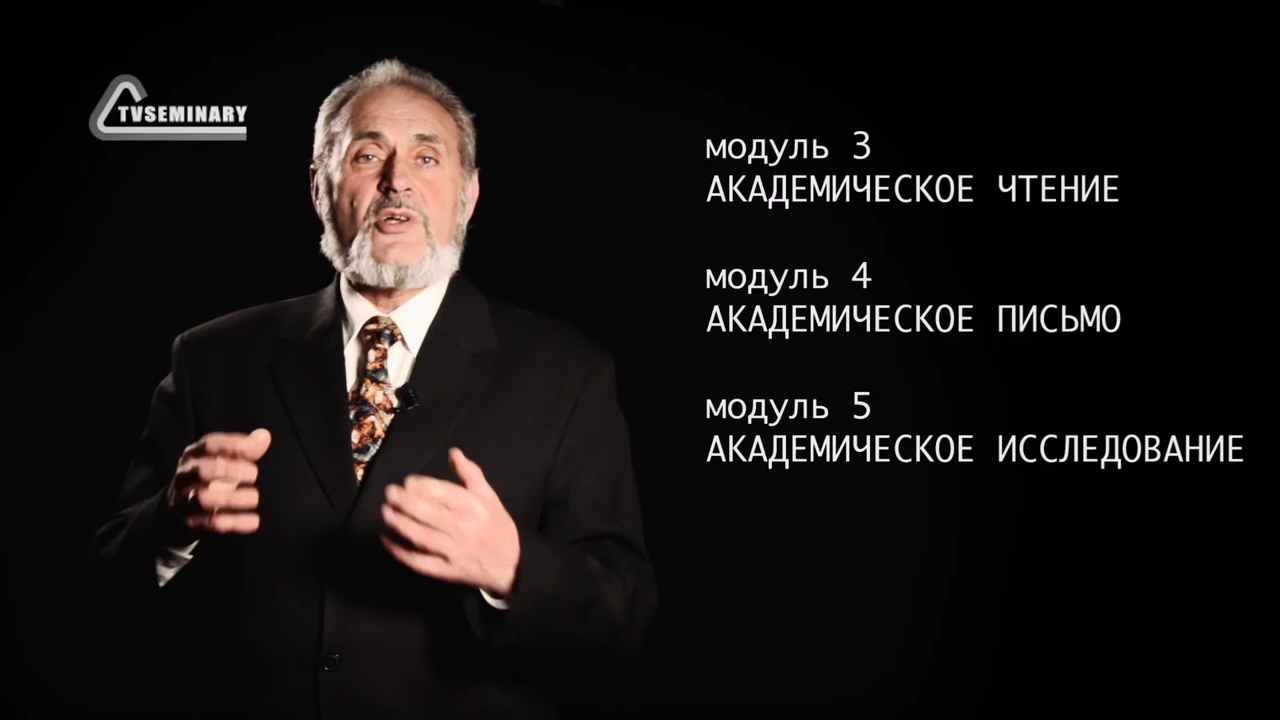 TVSEMINARY
модуль 3
АКАДЕМИЧЕСКОЕ ЧТЕНИЕ
модуль 4
АКАДЕМИЧЕСКОЕ ПИСЬМО
модуль 5
АКАДЕМИЧЕСКОЕ ИССЛЕДОВАНИЕ